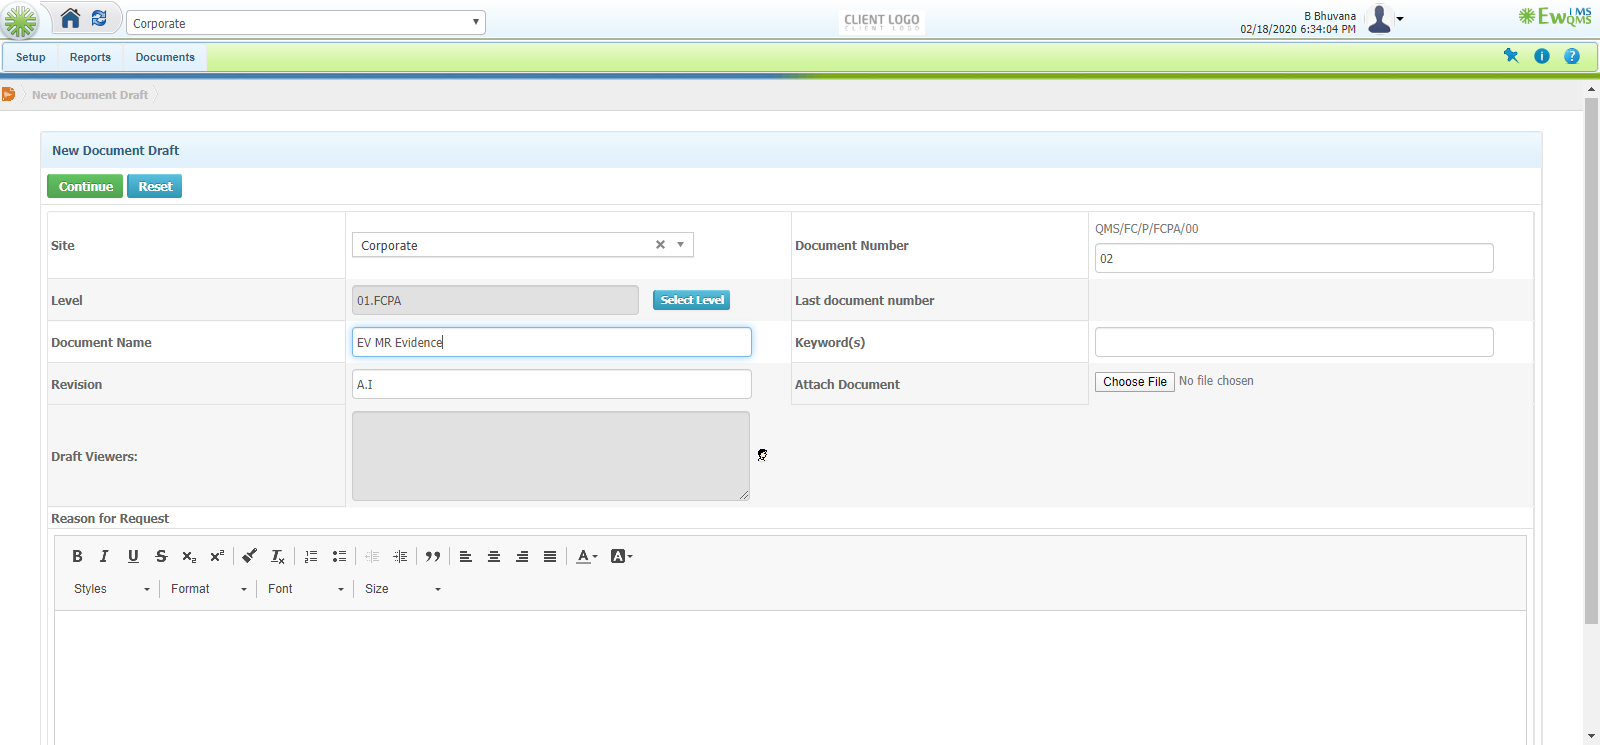 Corporate
CLIENT LOGO
CLIENT LOGO
B Bhuvana
02/18/2020 6:34:04 PM
EwQMS
LMS
Setup Reports Documents
New Document Draft
New Document Draft
Continue Reset
Site Corporate Document Number QMS/FC/P/FCPA/00
02
Level 01.FCPA Select Level Last document number
Document Name EV MR Evidence Keyword(s)
Revision A.I Attach Document Choose File No file chosen
Draft Viewers:
Reason for Request
Styles Format Font Size